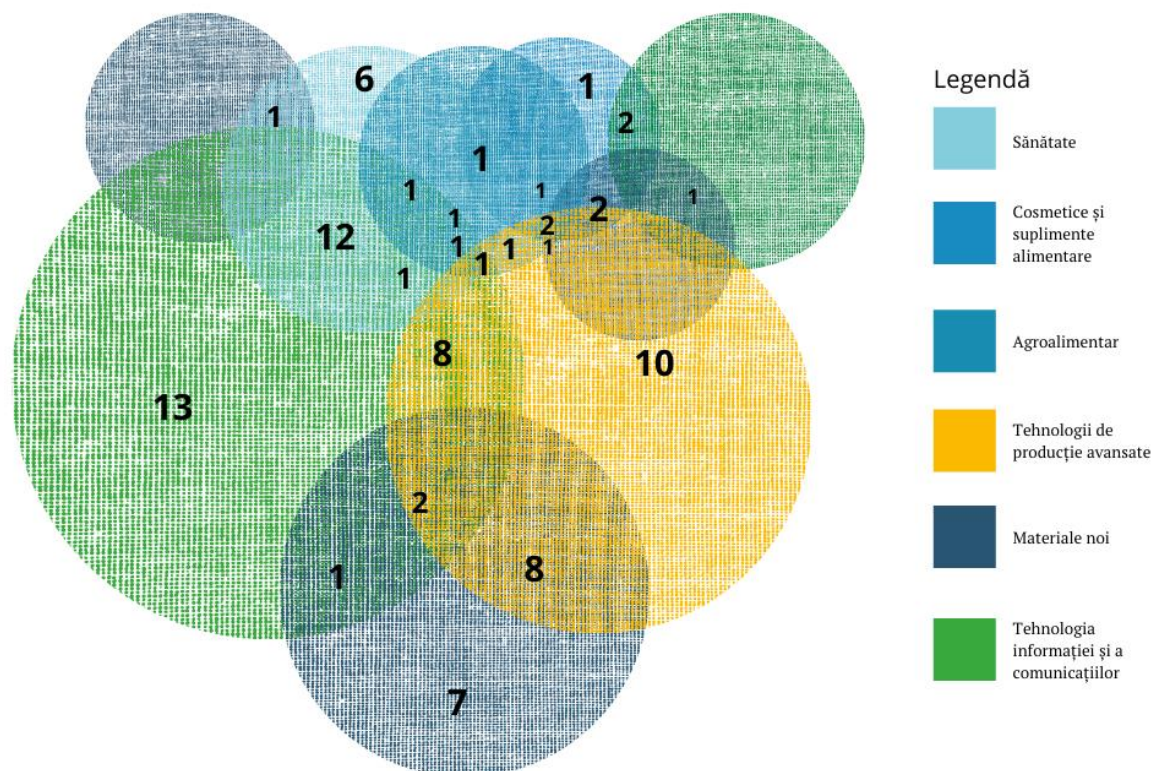 6
1
1
2
1
1
1
1
1
2
2
12
1
1
1
1
1
1
8
10
13
2
8
1
7
Legendă
Sănătate
Cosmetice și
suplimente
alimentare
Agroalimentar
Tehnologii de
producție avansate
Materiale noi
Tehnologia
informației și a
comunicațiilor